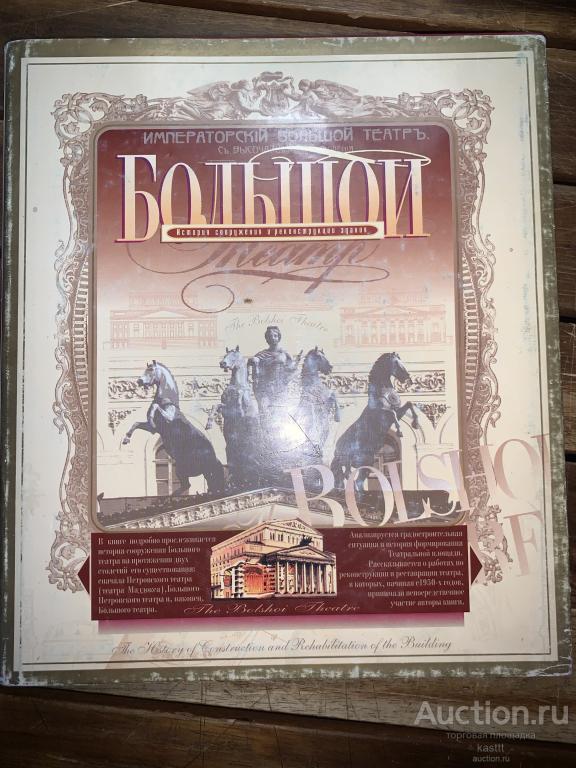 ИМПЕРАТОРСКІЙ БОЛЬШОЙ ТЕАТРЪ.
Большой
История сооружения и реконструкции здания
театр
The Bolshoi Theatre
BOLSHOI
В книге подробно прослеживается
история сооружения Большого
театра на протяжении двух
столетий его существования:
сначала Петровского театра
(театра Мэддокса), Большого
Петровского театра и, наконец,
Большого театра.
Анализируется градостроительная
ситуация и история формирования
Театральной площади.
Рассказывается о работах по
реконструкции и реставрации театра,
в которых, начиная с 1950-х годов,
принимали непосредственное
участие авторы книги.
The Bolshoi Theatre
The History of Construction and Rehabilitation of the Building
Auction.ru
торговая площадка
kasttt
auction.ru